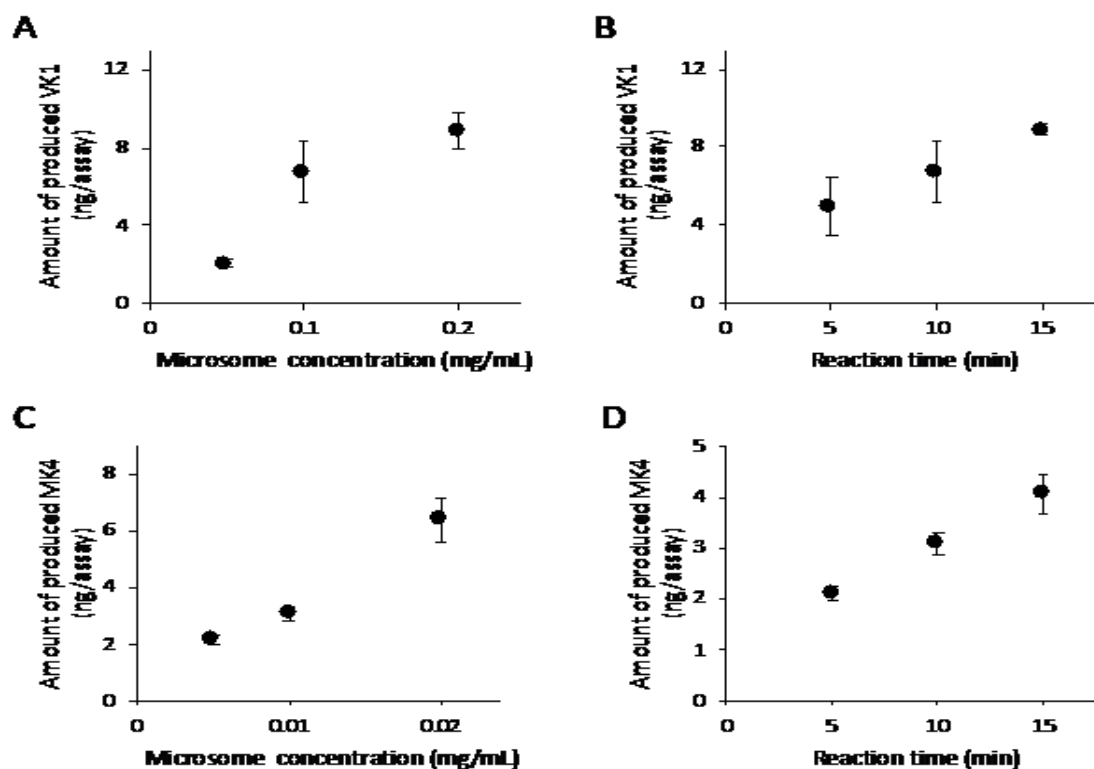 A
Amount of produced VK1
(ng/assay)
12
8
4
0
0
0.1
0.2
Microsome concentration (mg/mL)
B
Amount of produced VK1
(ng/assay)
12
8
4
0
0
5
10
15
Reaction time (min)
C
Amount of produced MK4
(ng/assay)
8
6
4
2
0
0
0.01
0.02
Microsome concentration (mg/mL)
D
Amount of produced MK4
(ng/assay)
5
4
3
2
1
0
0
5
10
15
Reaction time (min)